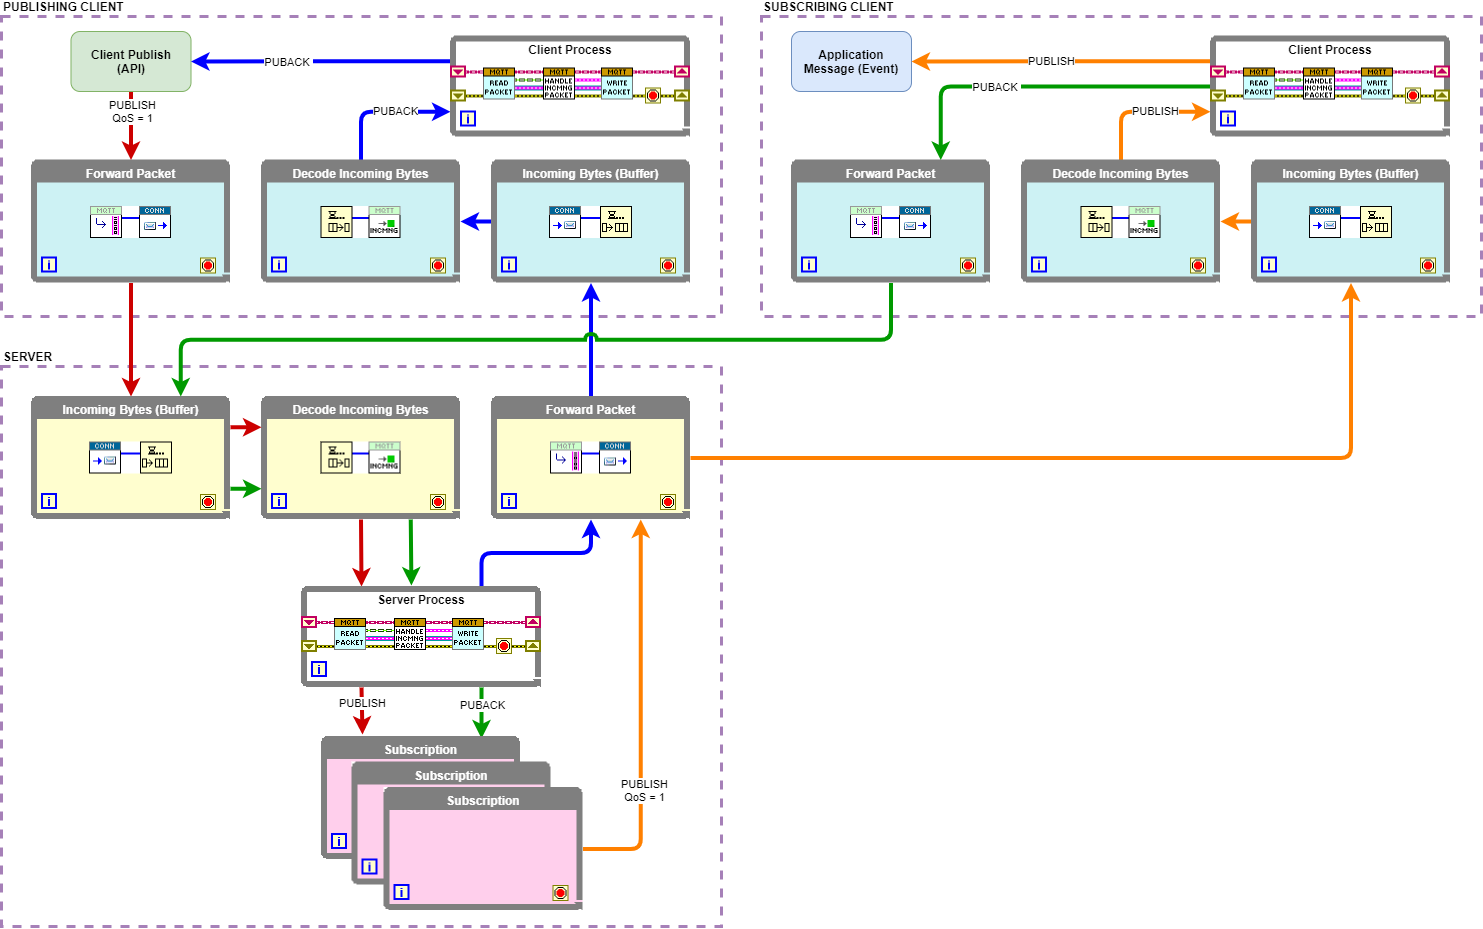 PUBLISHING CLIENT
Client Publish
(API)
PUBACK
Client Process
MQTT
READ
PACKET
MQTT
HANDLE
INCMNG
PACKET
MQTT
WRITE
PACKET
i
PUBLISH
QoS = 1
PUBACK
Forward Packet
MQTT
CONN
i
Decode Incoming Bytes
MQTT
INCMNG
i
Incoming Bytes (Buffer)
CONN
i
SUBSCRIBING CLIENT
Application
Message (Event)
PUBLISH
PUBACK
Client Process
MQTT
READ
PACKET
MQTT
HANDLE
INCMNG
PACKET
MQTT
WRITE
PACKET
i
PUBLISH
Forward Packet
MQTT
CONN
i
Decode Incoming Bytes
MQTT
INCMNG
i
Incoming Bytes (Buffer)
CONN
i
SERVER
Incoming Bytes (Buffer)
CONN
i
Decode Incoming Bytes
MQTT
INCMNG
i
Forward Packet
MQTT
CONN
i
Server Process
MQTT
READ
PACKET
MQTT
HANDLE
INCMNG
PACKET
MQTT
WRITE
PACKET
i
PUBLISH
PUBACK
Subscription
i
Subscription
i
Subscription
i
PUBLISH
QoS = 1